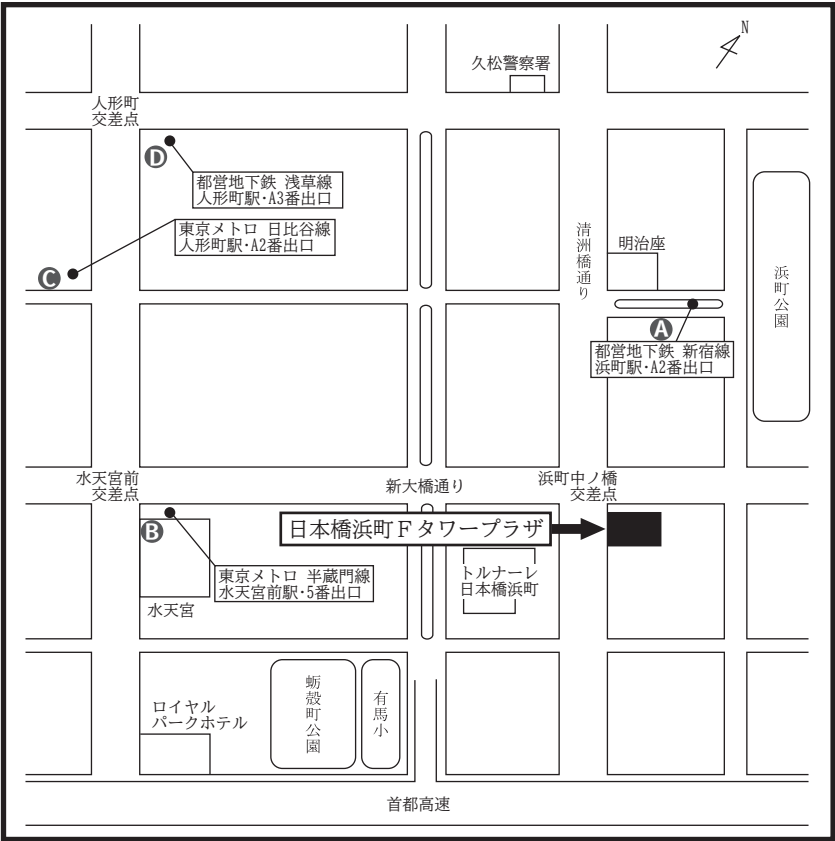 N
久松警察署
人形町
交差点
D
都営地下鉄 浅草線
人形町駅・A3番出口
東京メトロ 日比谷線
人形町駅・A2番出口
C
清洲橋通り
明治座
浜町公園
A
都営地下鉄 新宿線
浜町駅・A2番出口
水天宮前
交差点
新大橋通り
浜町中ノ橋
交差点
B
日本橋浜町Ｆタワープラザ
東京メトロ 半蔵門線
水天宮前駅・5番出口
水天宮
トルナーレ
日本橋浜町
ロイヤル
パークホテル
蛎殻町公園
有馬小
首都高速